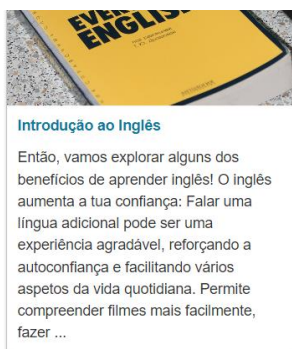 ENGLISH
Introdução ao Inglês
Então, vamos explorar alguns dos
benefícios de aprender inglês! O inglês
aumenta a tua confiança: Falar uma
língua adicional pode ser uma
experiência agradável, reforçando a
autoconfiança e facilitando vários
aspetos da vida quotidiana. Permite
compreender filmes mais facilmente,
fazer ...